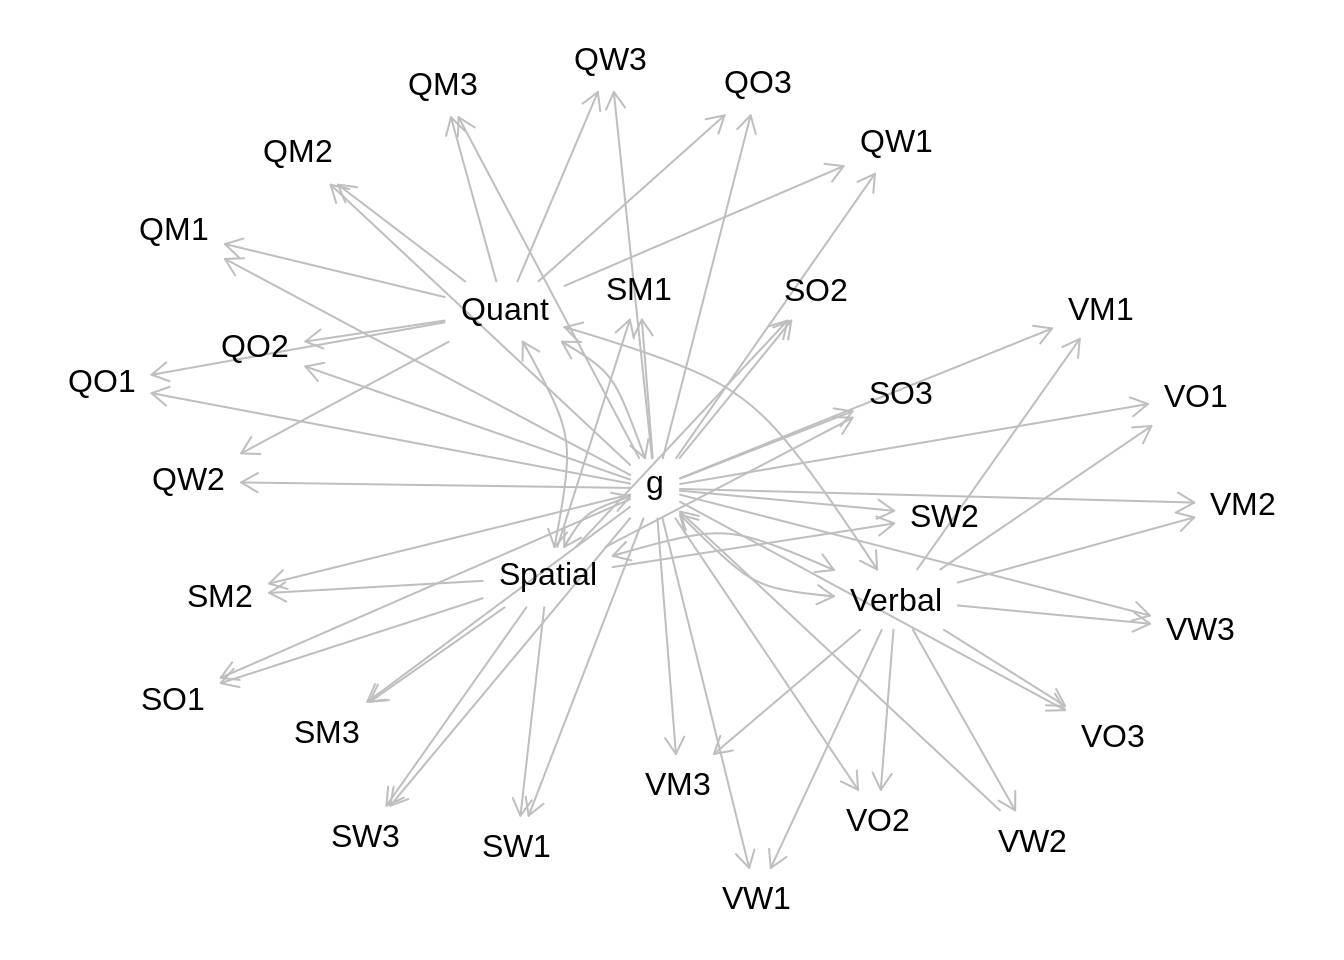 QW3
QM3
QO3
QW1
QM2
QM1
SM1
SO2
Quant
VM1
QO2
QO1
SO3
VO1
QW2
g
VM2
SW2
Spatial
SM2
Verbal
VW3
SO1
SM3
VO3
VM3
VO2
SW3
VW2
SW1
VW1